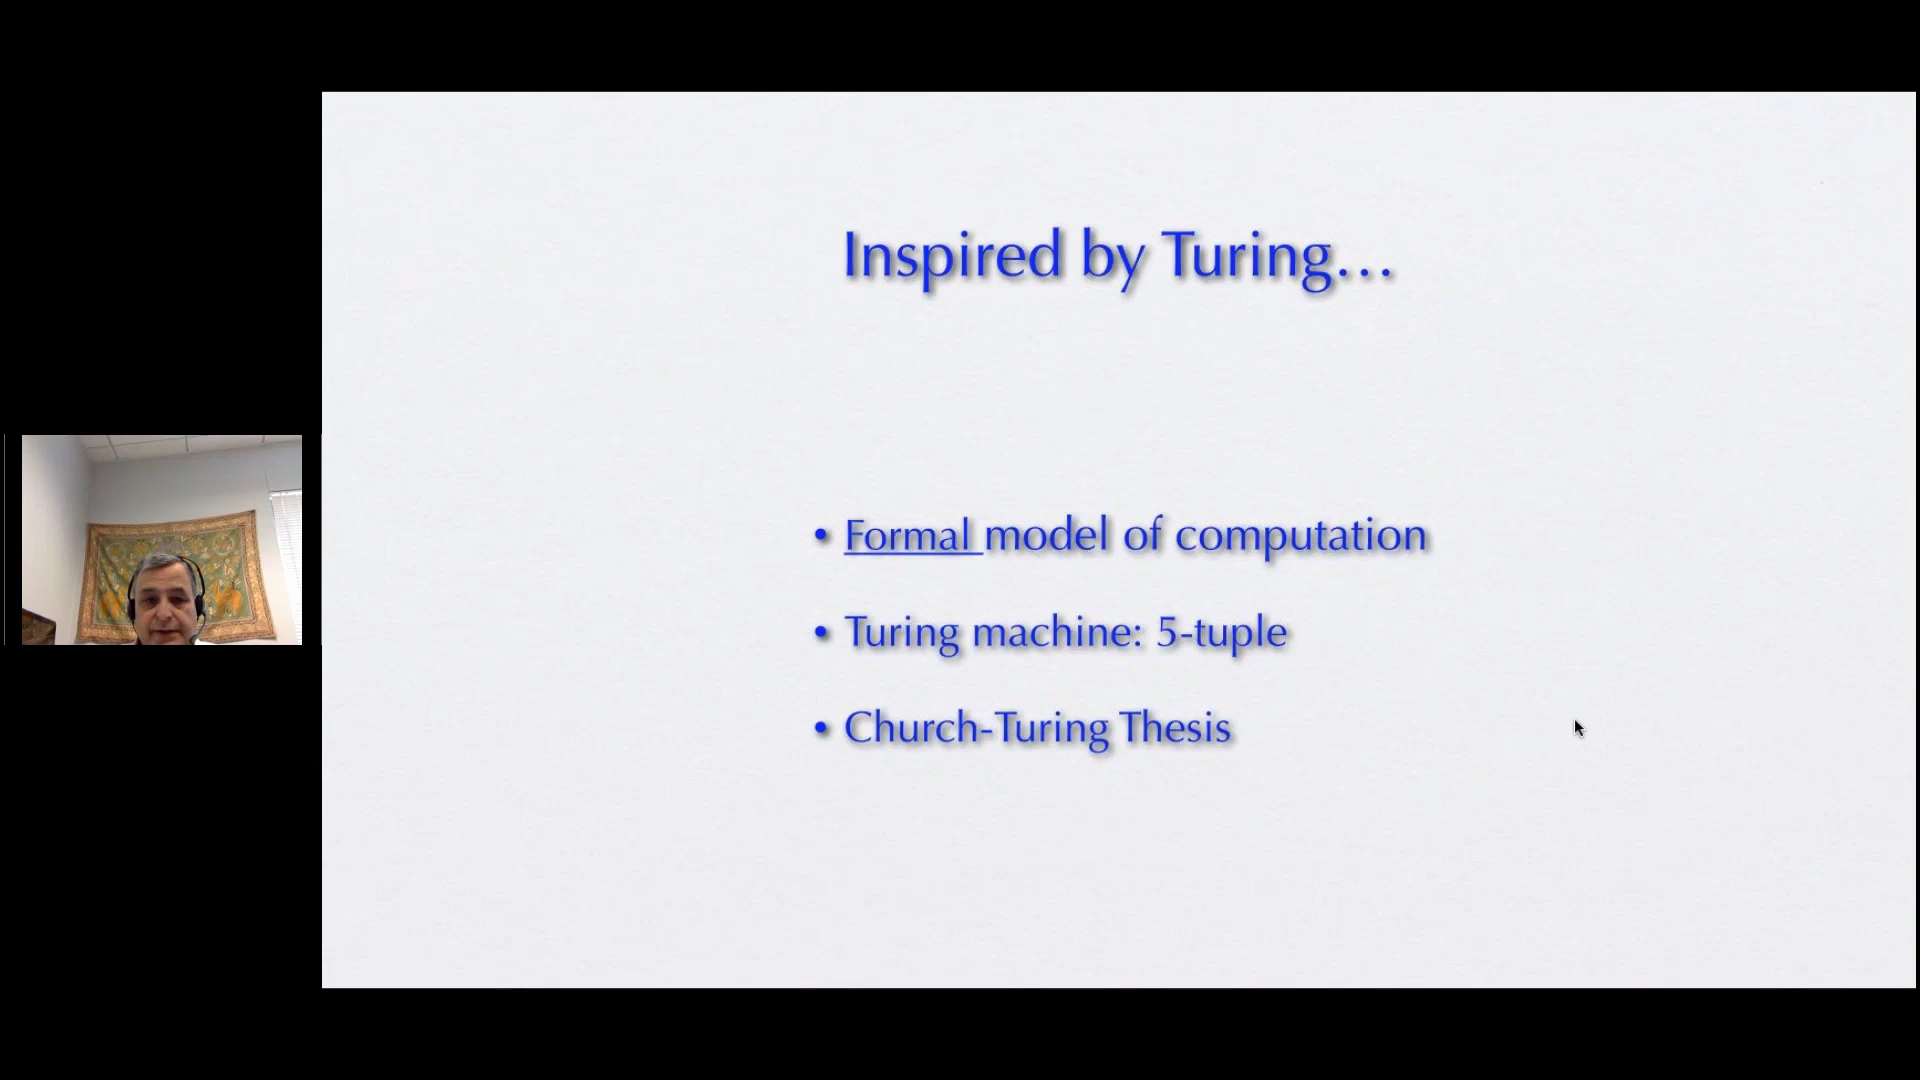 Inspired by Turing…
• Formal model of computation
• Turing machine: 5-tuple
• Church-Turing Thesis